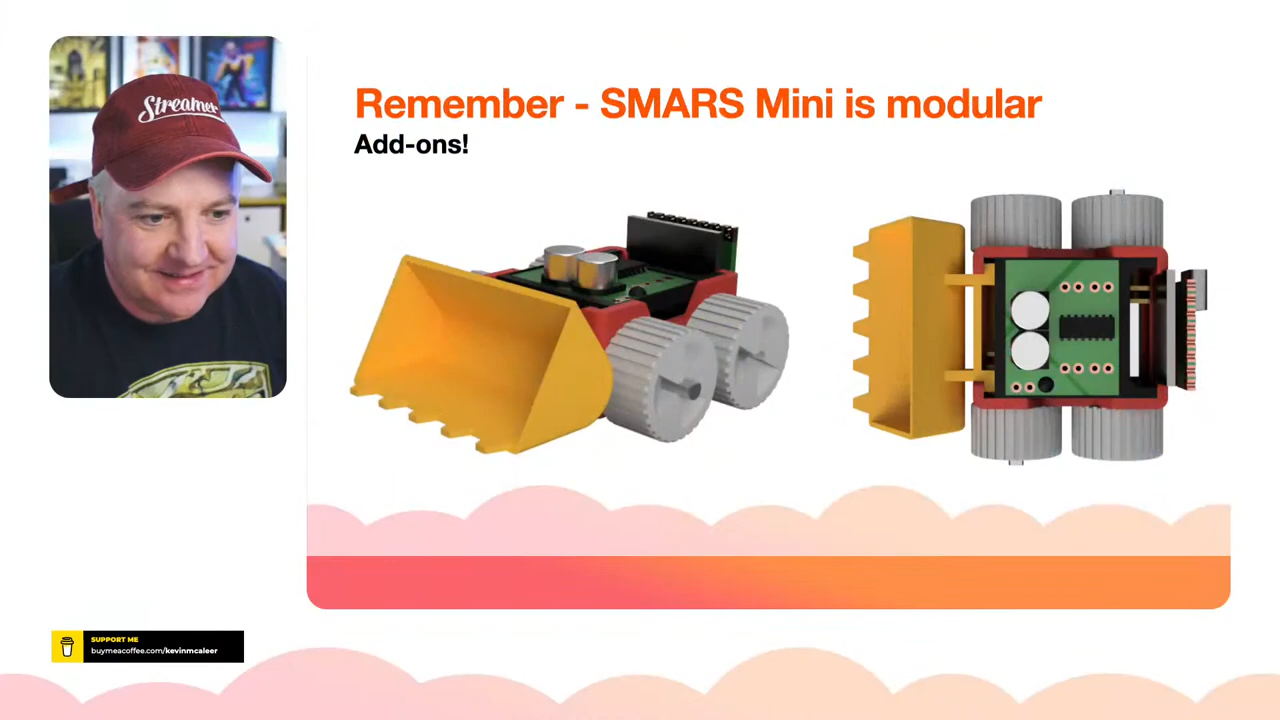 Streamer
Remember - SMARS Mini is modular
Add-ons!
SUPPORT ME
buymeacoffee.com/kevinmcaleer